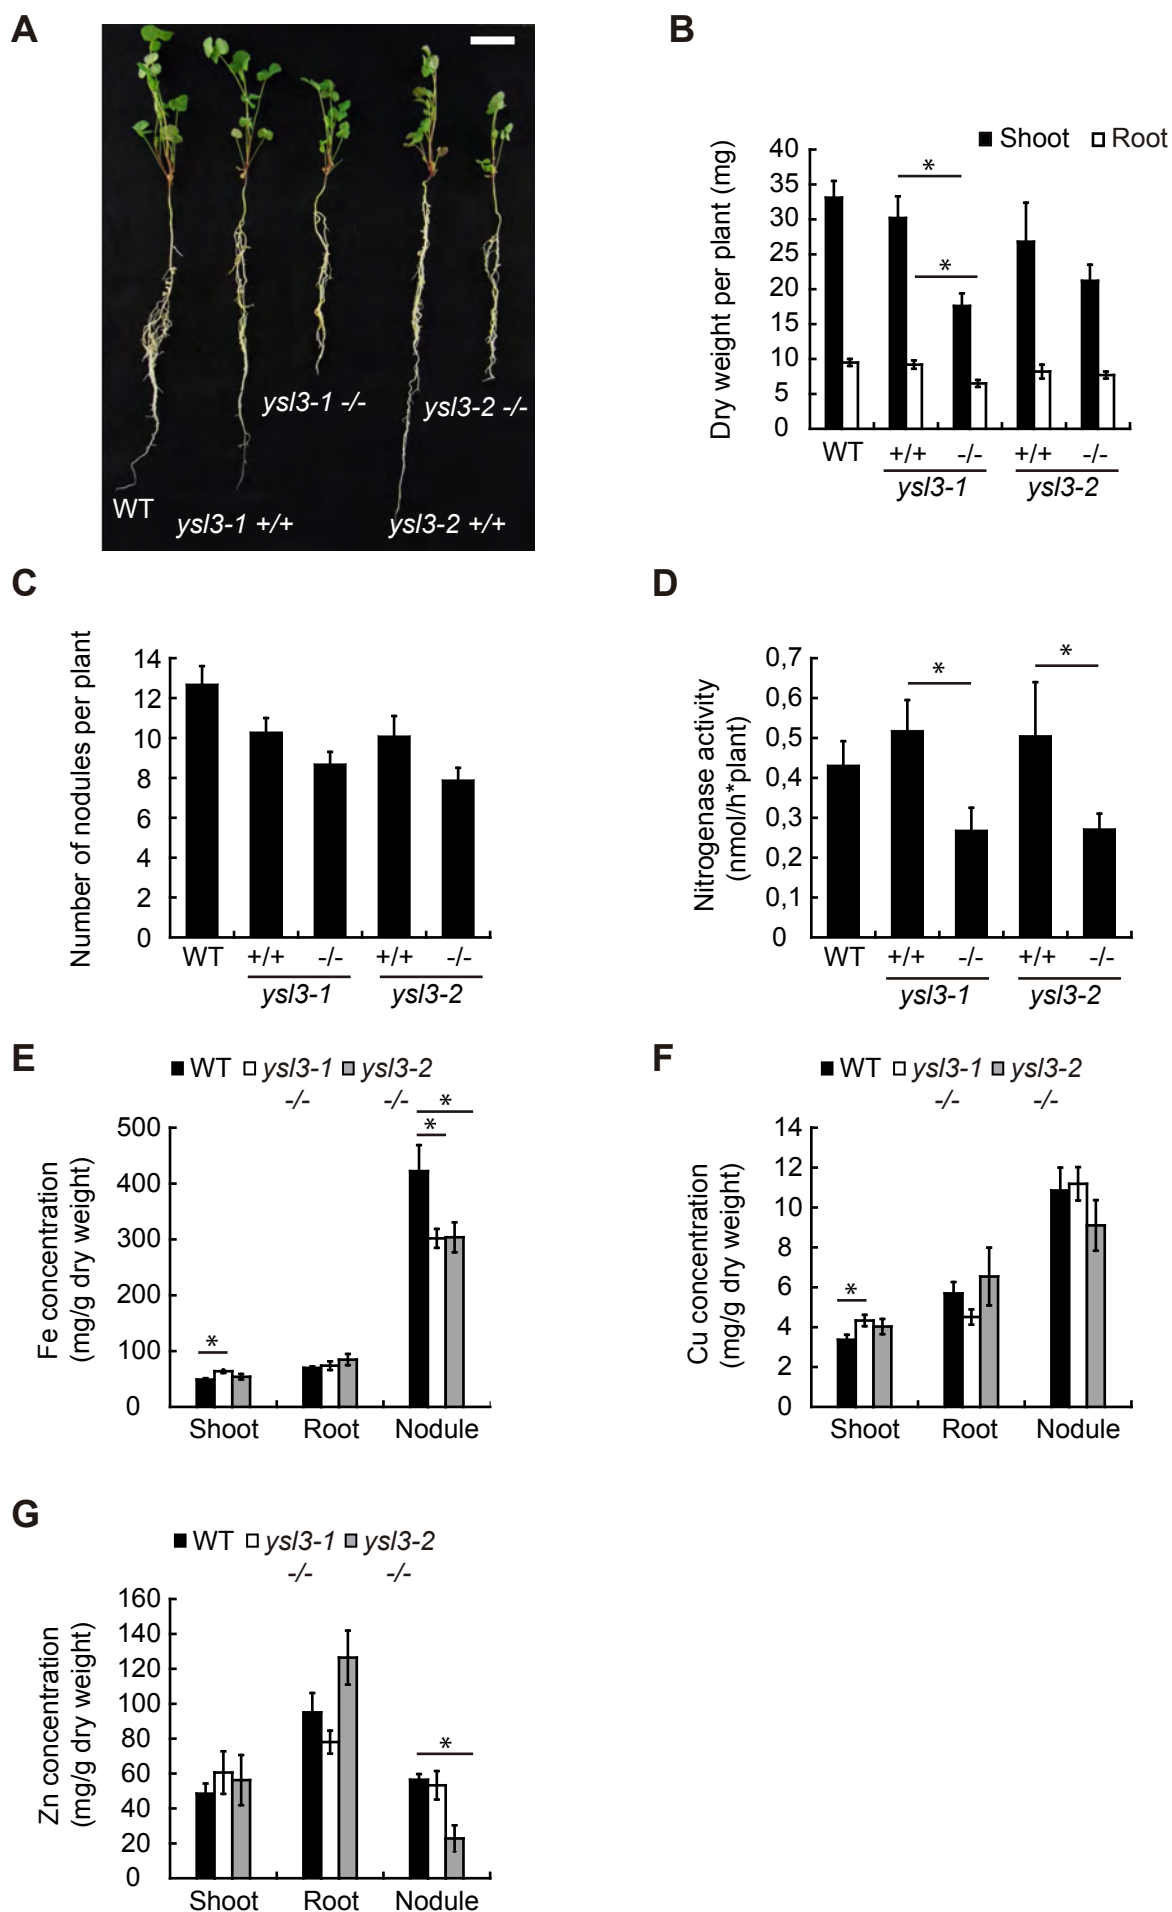 A
WT
ysl3-1 +/+
ysl3-1 -/-
ysl3-2 +/+
ysl3-2 -/-
B
Shoot Root
Dry weight per plant (mg)
40
35
30
25
20
15
10
5
0
* *
WT +/+ -/- +/+ -/-
ysl3-1 ysl3-2
C
Number of nodules per plant
14
12
10
8
6
4
2
0
WT +/+ -/- +/+ -/-
ysl3-1 ysl3-2
D
Nitrogenase activity
(nmol/h*plant)
0,7
0,6
0,5
0,4
0,3
0,2
0,1
0
* *
WT +/+ -/- +/+ -/-
ysl3-1 ysl3-2
E
WT ysl3-1 ysl3-2
-/- -/-
Fe concentration
(mg/g dry weight)
500
400
300
200
100
0
* * *
Shoot Root Nodule
F
WT ysl3-1 ysl3-2
-/- -/-
Cu concentration
(mg/g dry weight)
14
12
10
8
6
4
2
0
*
Shoot Root Nodule
G
WT ysl3-1 ysl3-2
-/- -/-
Zn concentration
(mg/g dry weight)
160
140
120
100
80
60
40
20
0
*
Shoot Root Nodule